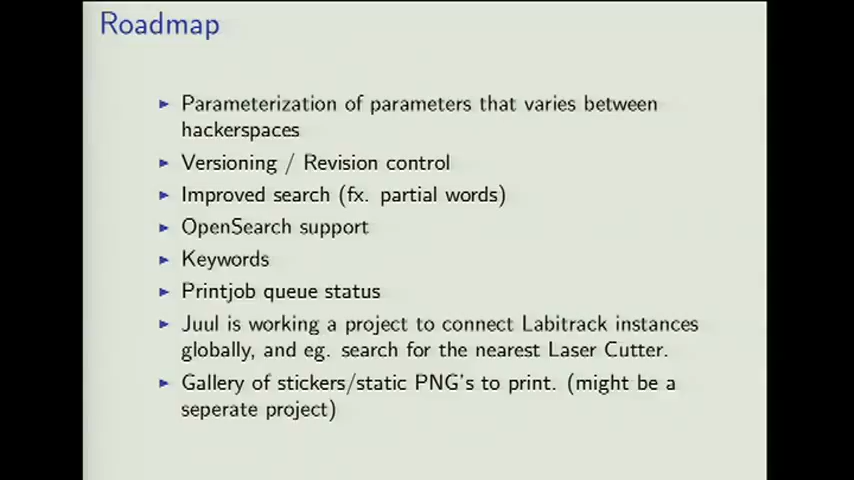 Roadmap
Parameterization of parameters that varies between
hackerspaces
Versioning / Revision control
Improved search (fx. partial words)
OpenSearch support
Keywords
Printjob queue status
Juul is working a project to connect Labitrack instances
globally, and eg. search for the nearest Laser Cutter.
Gallery of stickers/static PNG's to print. (might be a
seperate project)